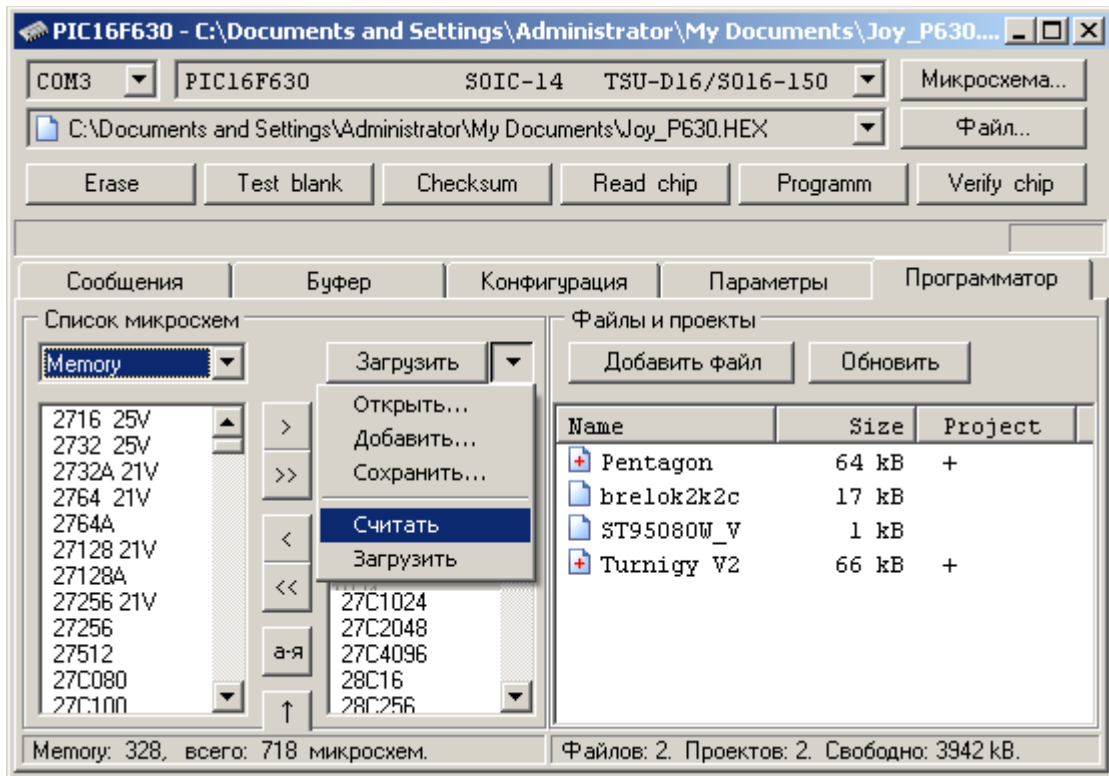 PIC16F630 - C:\Documents and Settings\Administrator\My Documents\Joy_P630....
COM3 PIC16F630 SOIC-14 TSU-D16/SO16-150 Микросхема...
C:\Documents and Settings\Administrator\My Documents\Joy_P630.HEX Файл...
Erase Test blank Checksum Read chip Programm Verify chip
Сообщения Буфер Конфигурация Параметры Программатор
Список микросхем
Memory Загрузить
2716 25V
2732 25V
2732A 21V
2764 21V
2764A
27128 21V
27128A
27256 21V
27256
27512
27C080
27C100
>
>>
<
<<
а-я
↑
Открыть...
Добавить...
Сохранить...
Считать
Загрузить
27C1024
27C2048
27C4096
28C16
28C256
Файлы и проекты
Добавить файл Обновить
Name Size Project
Pentagon 64 kB +
brelok2k2c 17 kB
ST95080W_V 1 kB
Turnigy V2 66 kB +
Memory: 328, всего: 718 микросхем.
Файлов: 2. Проектов: 2. Свободно: 3942 kB.